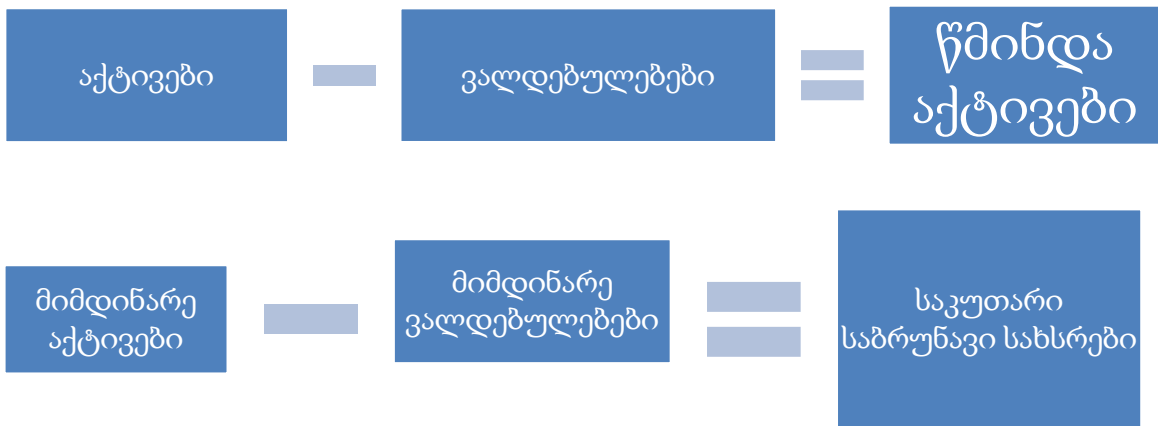 აქტივები
ვალდებულებები
წმინდა
აქტივები
მიმდინარე
აქტივები
მიმდინარე
ვალდებულებები
საკუთარი
საბრუნავი სახსრები